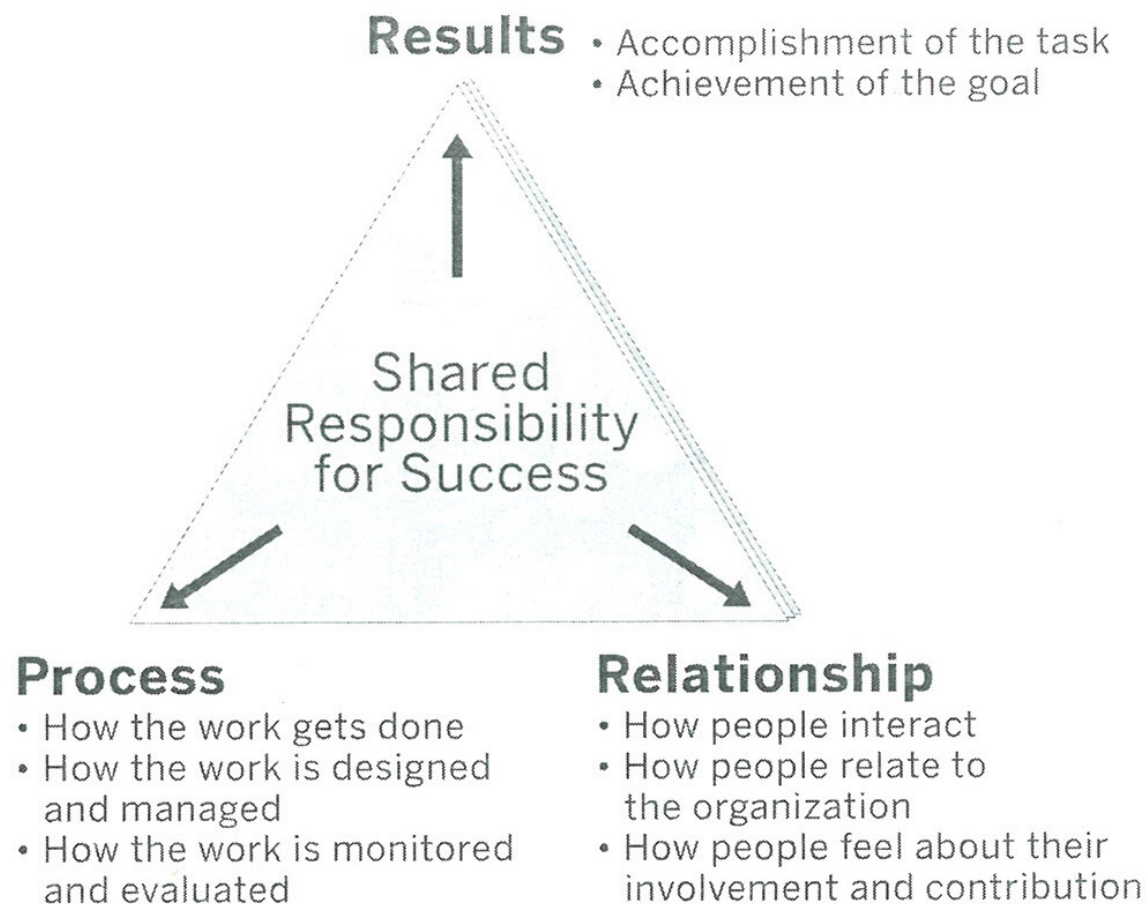 Results
• Accomplishment of the task
• Achievement of the goal
Shared
Responsibility
for Success
Process
• How the work gets done
• How the work is designed
and managed
• How the work is monitored
and evaluated
Relationship
• How people interact
• How people relate to
the organization
• How people feel about their
involvement and contribution